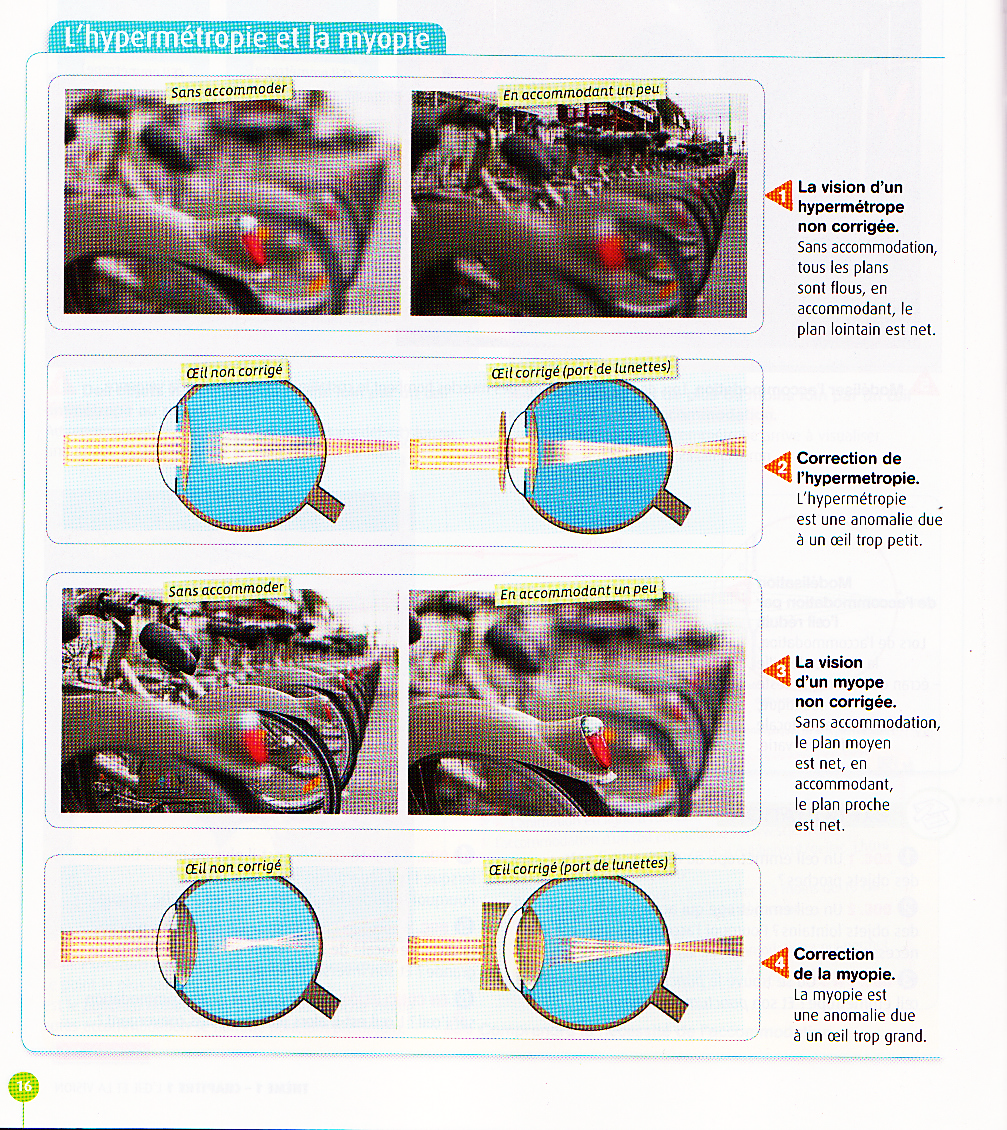 L'hypermétropie et la myopie
Sans accommoder
En accommodant un peu
1
La vision d'un
hypermétrope
non corrigée.
Sans accommodation,
tous les plans
sont flous, en
accommodant, le
plan lointain est net.
Œil non corrigé
Œil corrigé (port de lunettes)
2
Correction de
l'hypermetropie.
L'hypermétropie
est une anomalie due
à un œil trop petit.
Sans accommoder
En accommodant un peu
3
La vision
d'un myope
non corrigée.
Sans accommodation,
le plan moyen
est net, en
accommodant,
le plan proche
est net.
Œil non corrigé
Œil corrigé (port de lunettes)
4
Correction
de la myopie.
La myopie est
une anomalie due
à un œil trop grand.
16